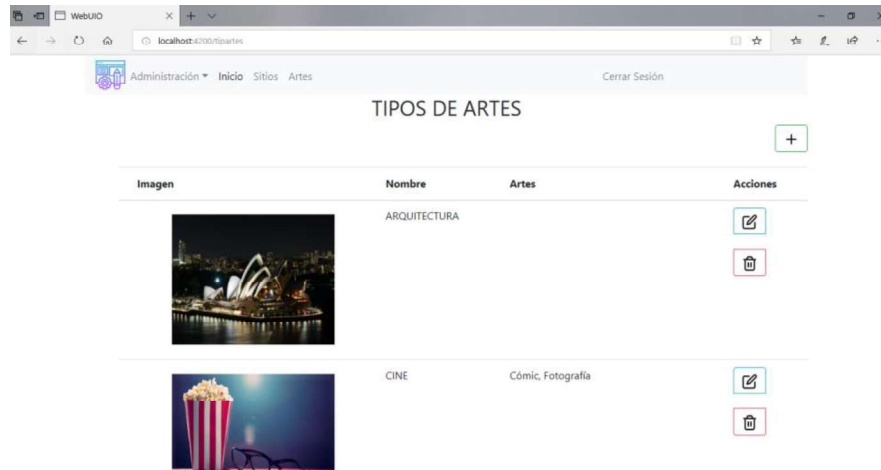 WebUIO
localhost:4200/tipartes
Administración Inicio Sitios Artes Cerrar Sesión
TIPOS DE ARTES
+
Imagen Nombre Artes Acciones
ARQUITECTURA
CINE Cómic, Fotografía